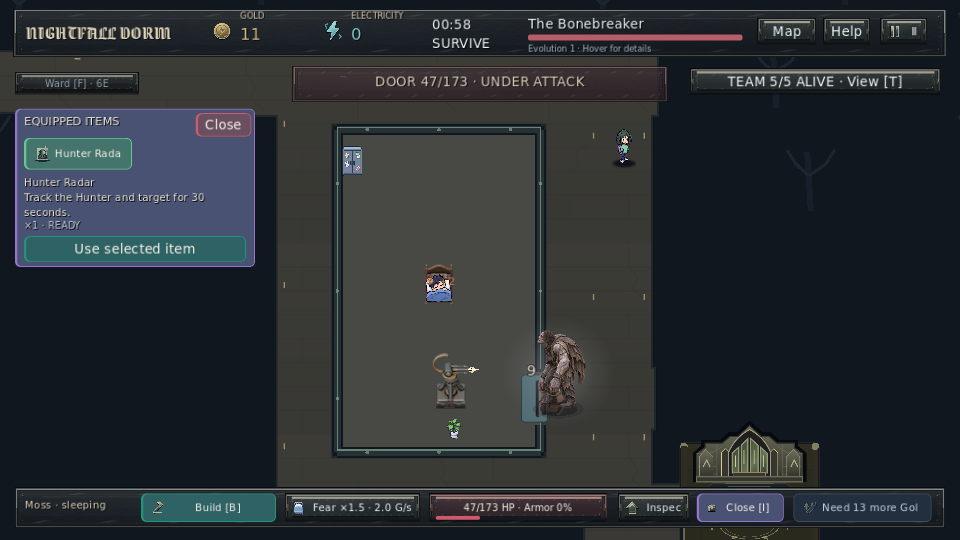 NIGHTFALL DORM
GOLD
11
ELECTRICITY
0
00:58
SURVIVE
The Bonebreaker
Evolution 1 · Hover for details
Map
Help
Ward [F] · 6E
DOOR 47/173 · UNDER ATTACK
TEAM 5/5 ALIVE · View [T]
EQUIPPED ITEMS
Close
Hunter Rada
Hunter Radar
Track the Hunter and target for 30
seconds.
×1 · READY
Use selected item
9
Moss · sleeping
Build [B]
Fear ×1.5 · 2.0 G/s
47/173 HP · Armor 0%
Inspec
Close [I]
Need 13 more Gol